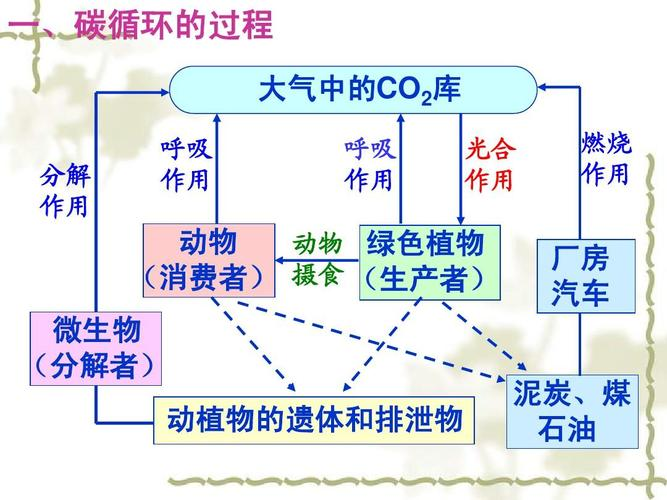 一、碳循环的过程
大气中的CO₂库
呼吸
作用
呼吸
作用
光合
作用
燃烧
作用
分解
作用
动物
（消费者）
动物
摄食
绿色植物
（生产者）
厂房
汽车
微生物
（分解者）
动植物的遗体和排泄物
泥炭、煤
石油